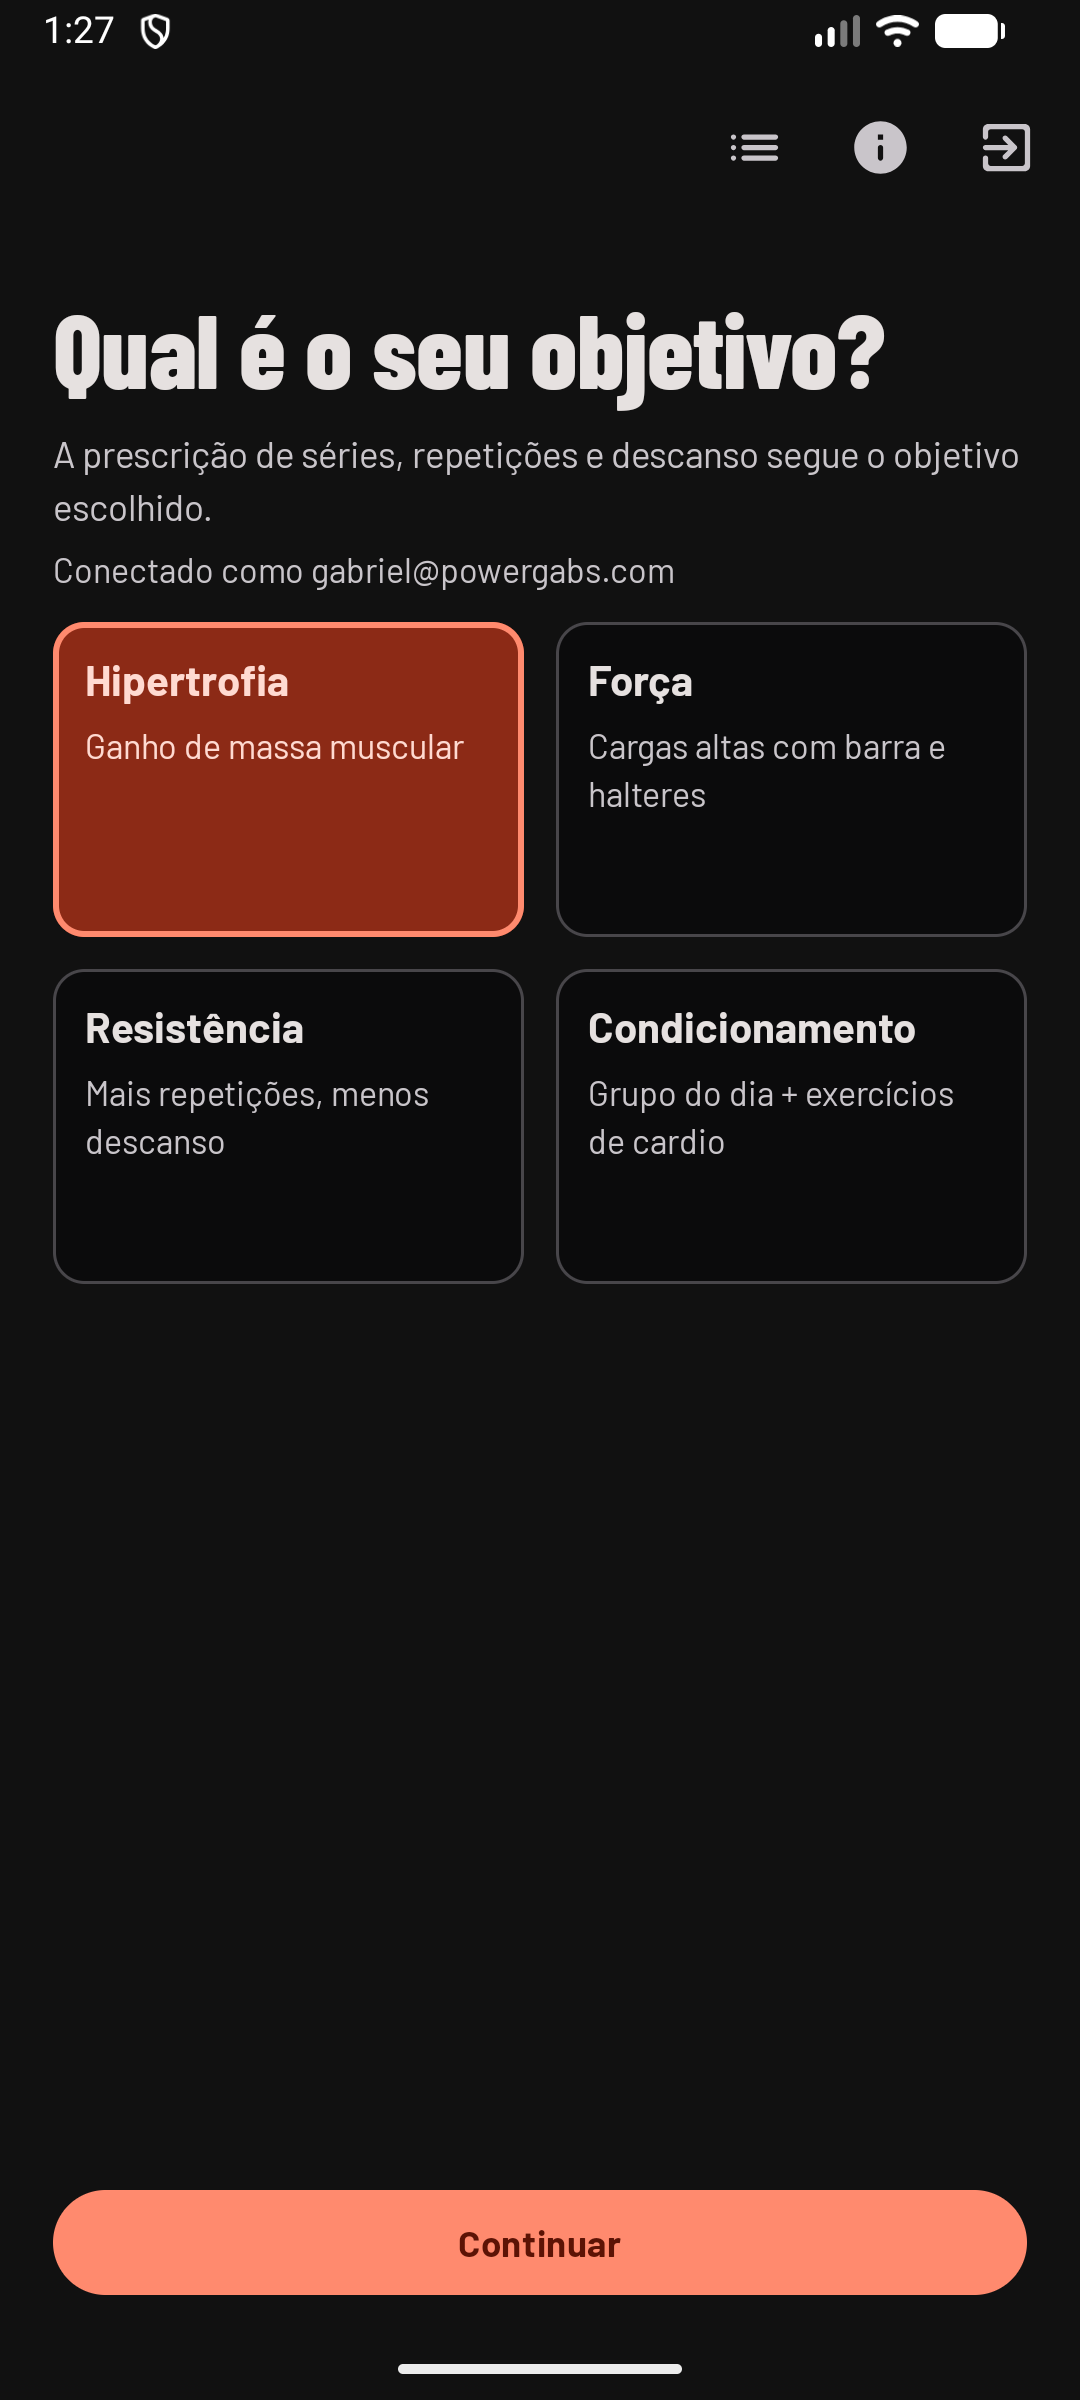 1:27
Qual é o seu objetivo?
A prescrição de séries, repetições e descanso segue o objetivo
escolhido.
Conectado como gabriel@powergabs.com
Hipertrofia
Ganho de massa muscular
Força
Cargas altas com barra e
halteres
Resistência
Mais repetições, menos
descanso
Condicionamento
Grupo do dia + exercícios
de cardio
Continuar